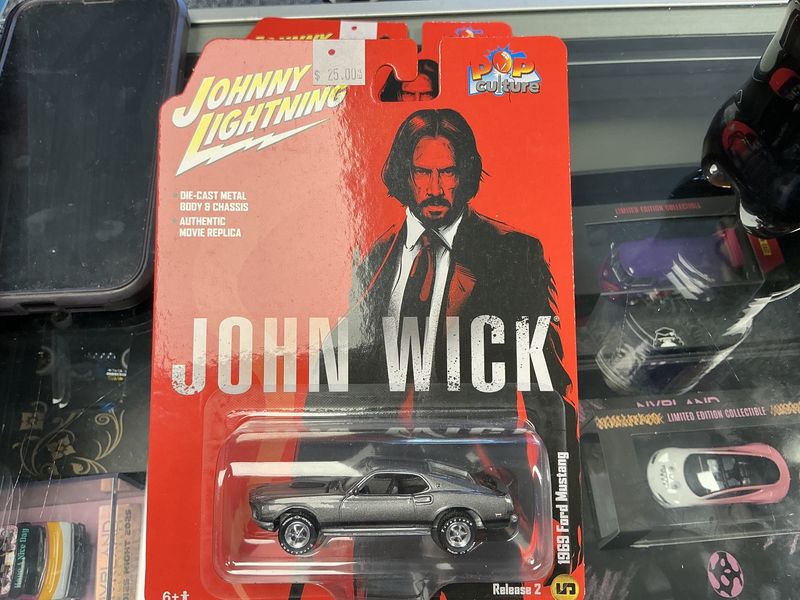 JOHNNY
$ 25.00
JOHNNY
LIGHTNING
POP
culture
DIE-CAST METAL
BODY & CHASSIS
AUTHENTIC
MOVIE REPLICA
LIMITED EDITION COLLECTIBLE
JOHN WICK
LIMITED EDITION COLLECTIBLE
1969 Ford Mustang
Release 2
6+